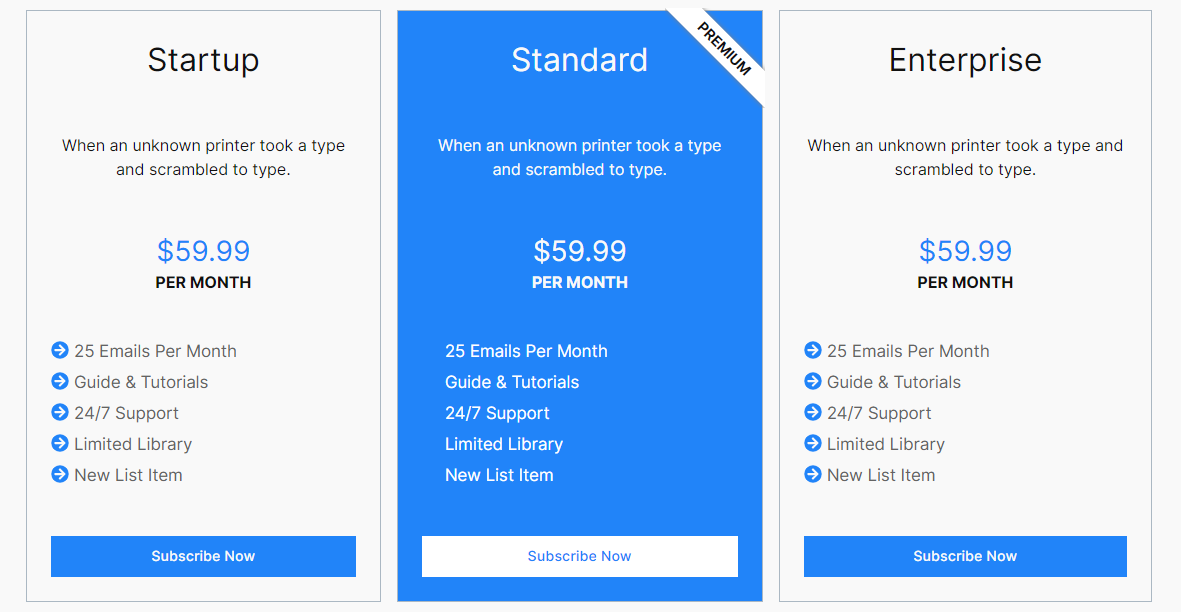 Startup
When an unknown printer took a type
and scrambled to type.
$59.99
PER MONTH
25 Emails Per Month
Guide & Tutorials
24/7 Support
Limited Library
New List Item
Subscribe Now
PREMIUM
Standard
When an unknown printer took a type
and scrambled to type.
$59.99
PER MONTH
25 Emails Per Month
Guide & Tutorials
24/7 Support
Limited Library
New List Item
Subscribe Now
Enterprise
When an unknown printer took a type and
scrambled to type.
$59.99
PER MONTH
25 Emails Per Month
Guide & Tutorials
24/7 Support
Limited Library
New List Item
Subscribe Now